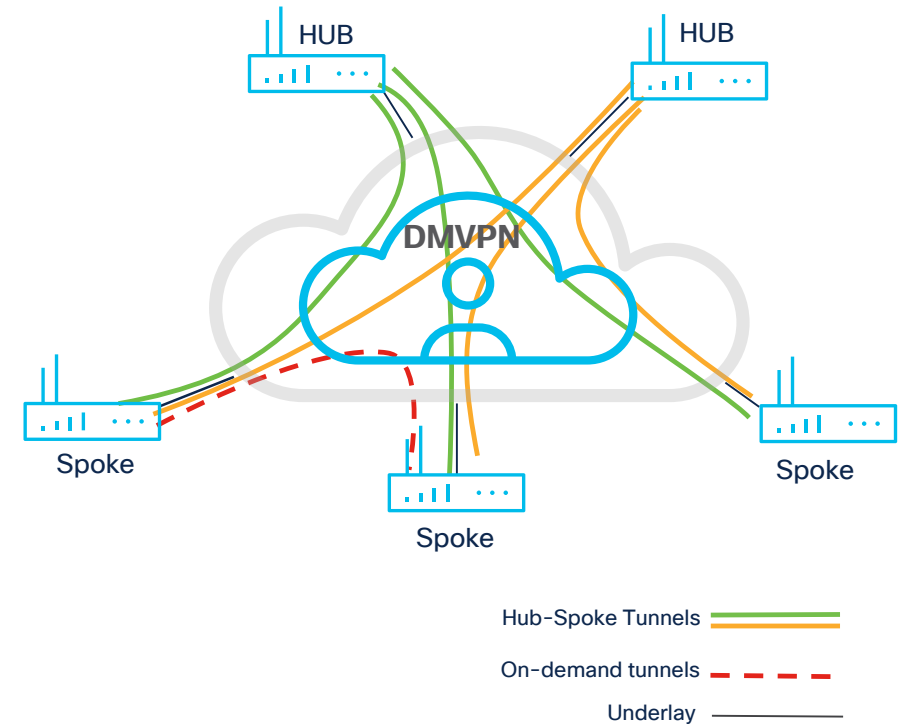 HUB
HUB
DMVPN
Spoke
Spoke
Spoke
Hub-Spoke Tunnels
On-demand tunnels
Underlay